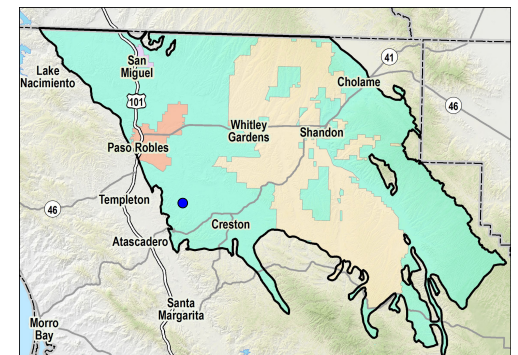 San
Miguel
Lake
Nacimiento
41
Cholame
101
46
Whitley
Gardens
Shandon
Paso Robles
Templeton
46
Creston
Atascadero
Santa
Margarita
Morro
Bay